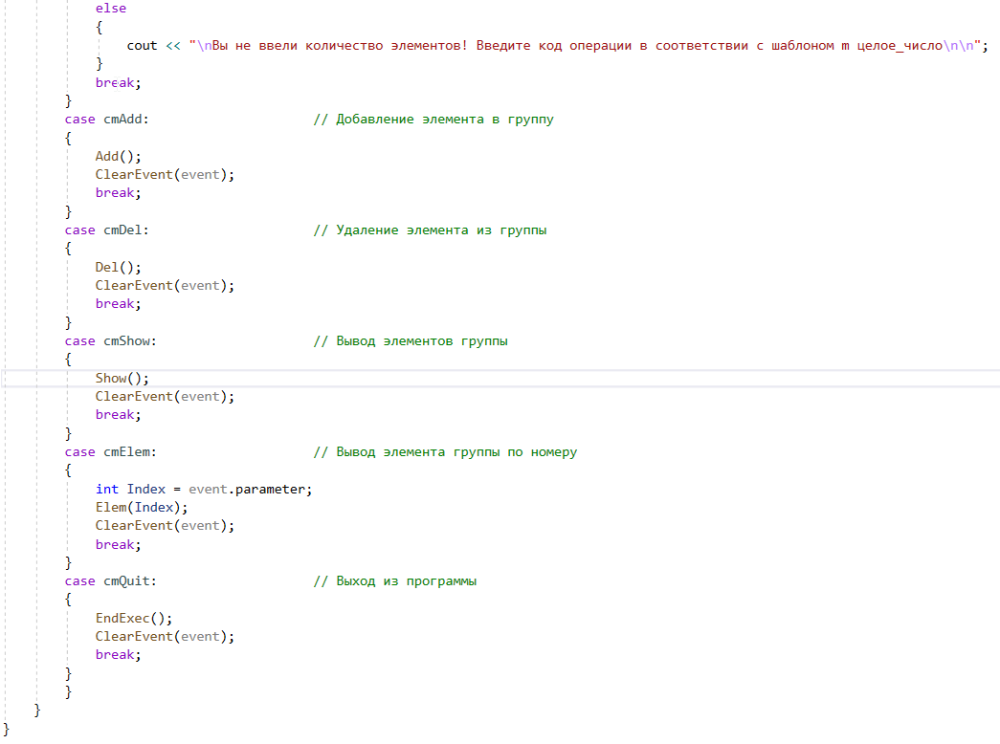 else
{
cout << "\nВы не ввели количество элементов! Введите код операции в соответствии с шаблоном m целое_число\n\n";
}
break;
}
case cmAdd: // Добавление элемента в группу
{
Add();
ClearEvent(event);
break;
}
case cmDel: // Удаление элемента из группы
{
Del();
ClearEvent(event);
break;
}
case cmShow: // Вывод элементов группы
{
Show();
ClearEvent(event);
break;
}
case cmElem: // Вывод элемента группы по номеру
{
int Index = event.parameter;
Elem(Index);
ClearEvent(event);
break;
}
case cmQuit: // Выход из программы
{
EndExec();
ClearEvent(event);
break;
}
}
}
}